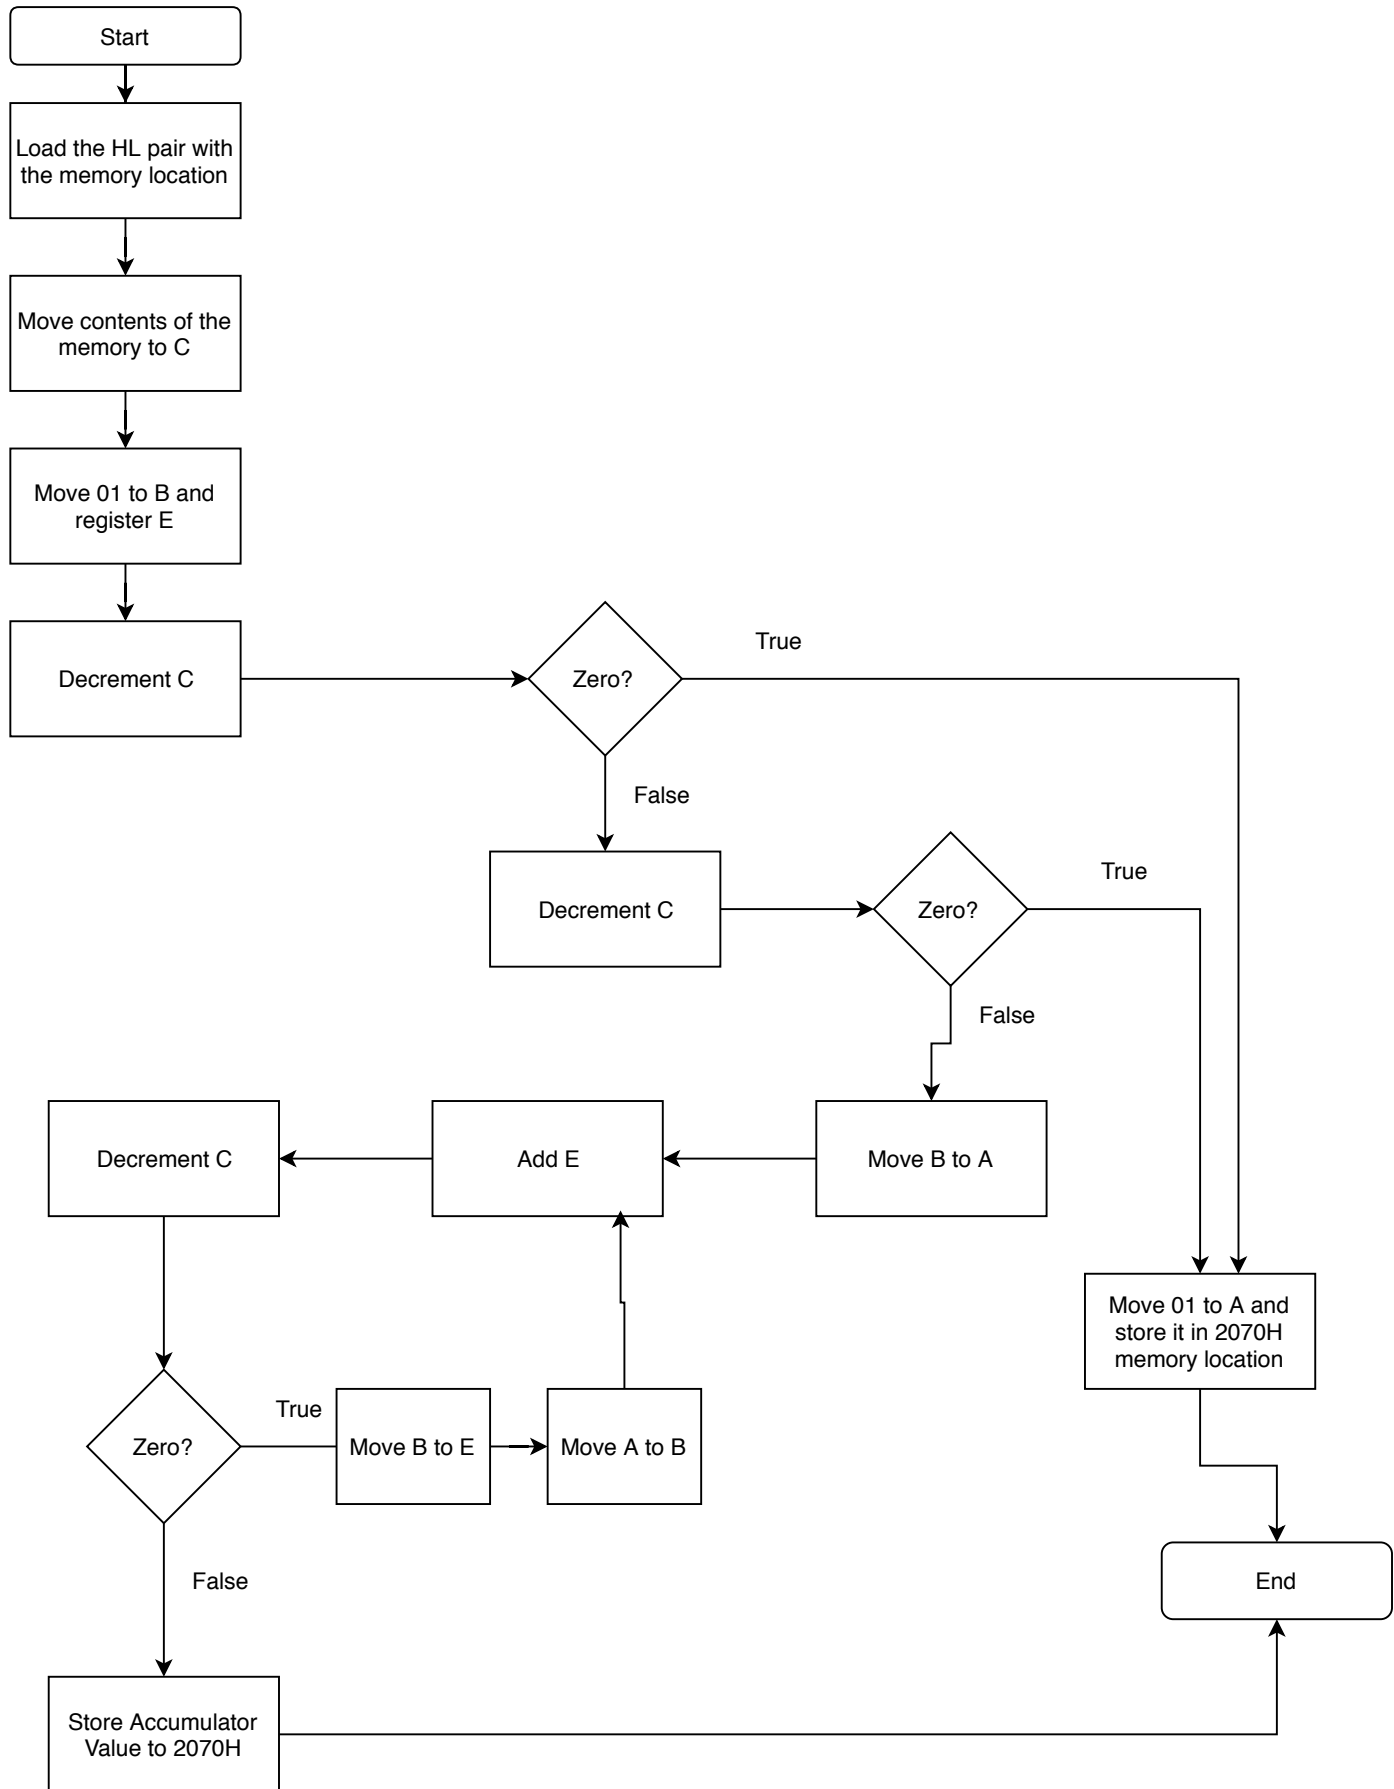 Start
Load the HL pair with
the memory location
Move contents of the
memory to C
Move 01 to B and
register E
Decrement C
Zero?
True
False
Decrement C
Zero?
True
False
Decrement C
Add E
Move B to A
Move 01 to A and
store it in 2070H
memory location
Zero?
True
Move B to E
Move A to B
False
End
Store Accumulator
Value to 2070H